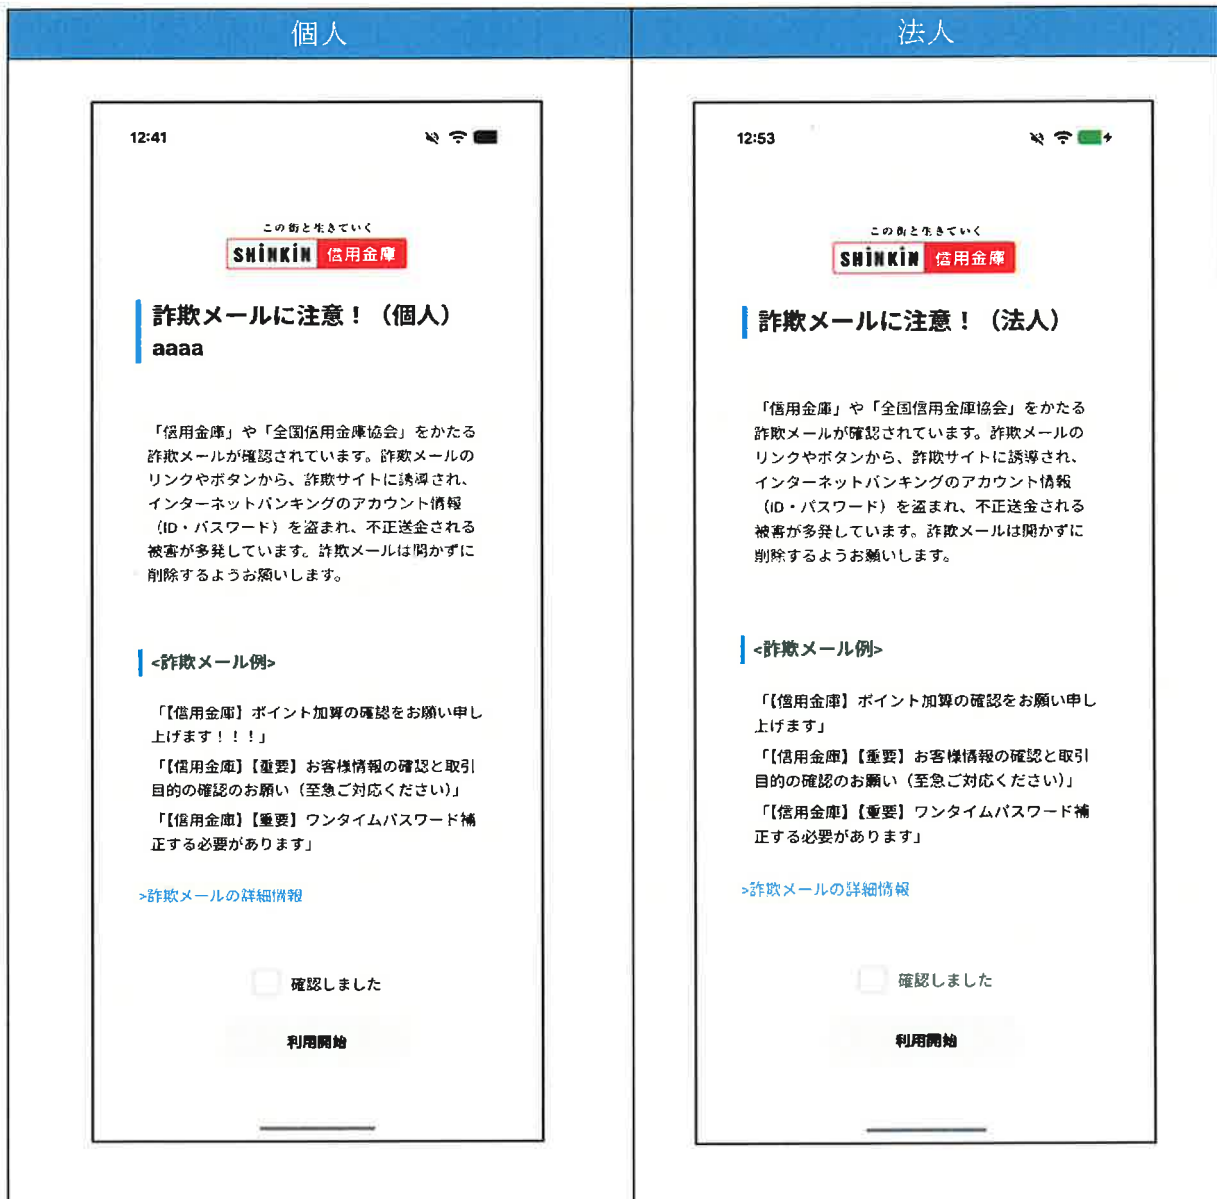 個人
12:41
この街と生きていく
SHINKIN 信用金庫
詐欺メールに注意！（個人）
aaaa
「信用金庫」や「全国信用金庫協会」をかたる
詐欺メールが確認されています。詐欺メールの
リンクやボタンから、詐欺サイトに誘導され、
インターネットバンキングのアカウント情報
（ID・パスワード）を盗まれ、不正送金される
被害が多発しています。詐欺メールは開かずに
削除するようお願いします。
<詐欺メール例>
「【信用金庫】ポイント加算の確認をお願い申し
上げます！！！」
「【信用金庫】【重要】お客様情報の確認と取引
目的の確認のお願い（至急ご対応ください）」
「【信用金庫】【重要】ワンタイムパスワード補
正する必要があります」
>詐欺メールの詳細情報
確認しました
利用開始
法人
12:53
この街と生きていく
SHINKIN 信用金庫
詐欺メールに注意！（法人）
「信用金庫」や「全国信用金庫協会」をかたる
詐欺メールが確認されています。詐欺メールの
リンクやボタンから、詐欺サイトに誘導され、
インターネットバンキングのアカウント情報
（ID・パスワード）を盗まれ、不正送金される
被害が多発しています。詐欺メールは開かずに
削除するようお願いします。
<詐欺メール例>
「【信用金庫】ポイント加算の確認をお願い申し
上げます」
「【信用金庫】【重要】お客様情報の確認と取引
目的の確認のお願い（至急ご対応ください）」
「【信用金庫】【重要】ワンタイムパスワード補
正する必要があります」
>詐欺メールの詳細情報
確認しました
利用開始